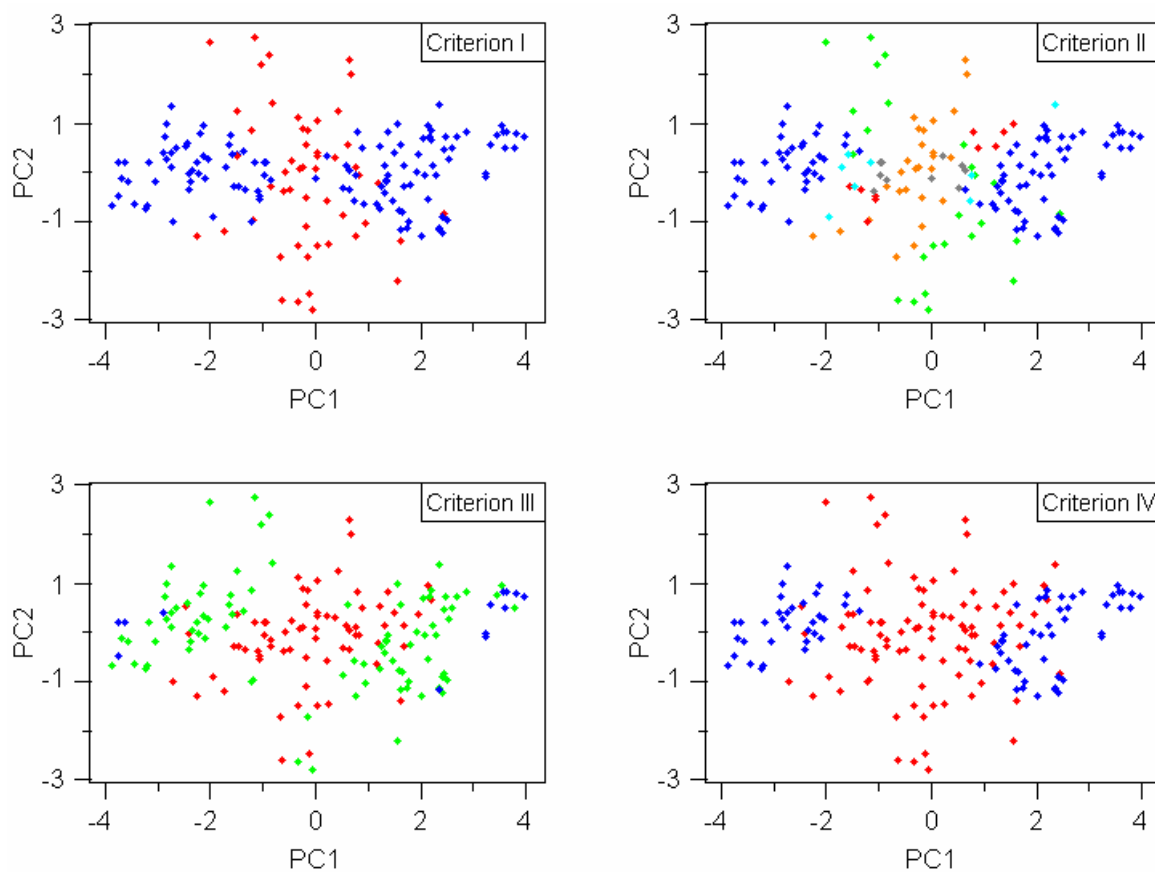 3
Criterion I
1
PC2
-1
-3
-4 -2 0 2 4
PC1
3
Criterion II
1
PC2
-1
-3
-4 -2 0 2 4
PC1
3
Criterion III
1
PC2
-1
-3
-4 -2 0 2 4
PC1
3
Criterion IV
1
PC2
-1
-3
-4 -2 0 2 4
PC1